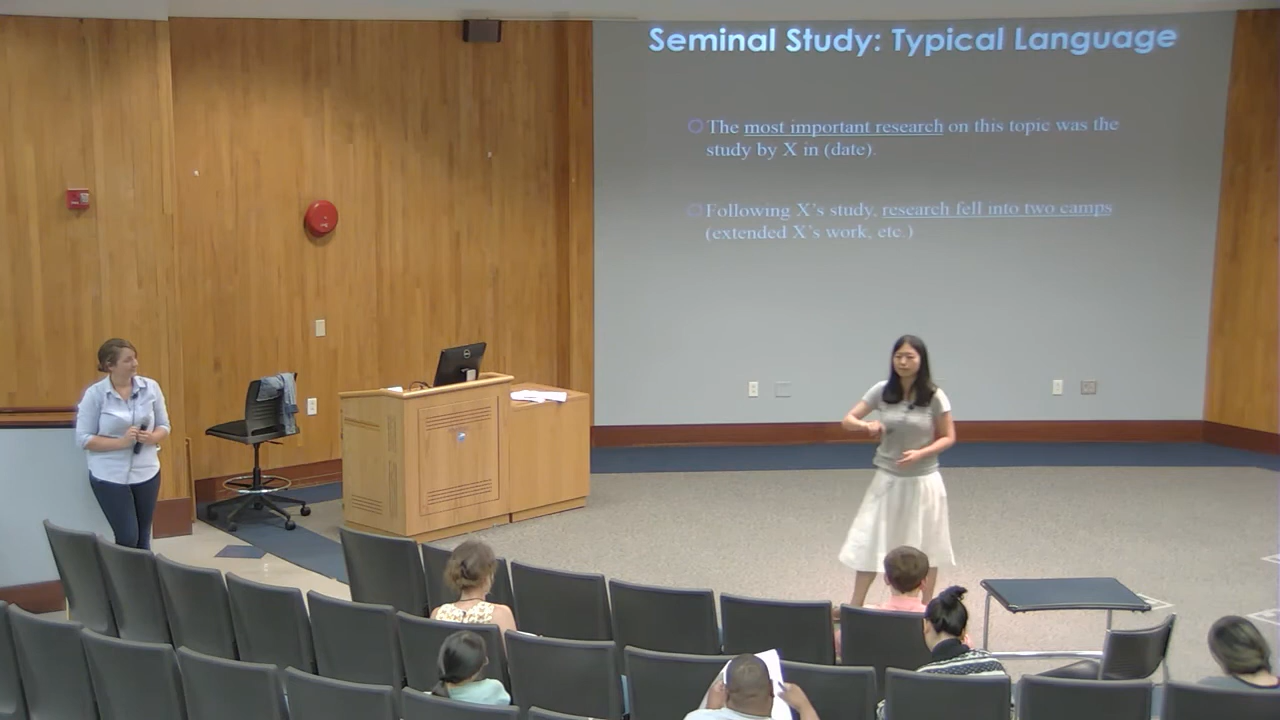 Seminal Study: Typical Language
The most important research on this topic was the
study by X in (date).
Following X's study, research fell into two camps
(extended X's work, etc.)